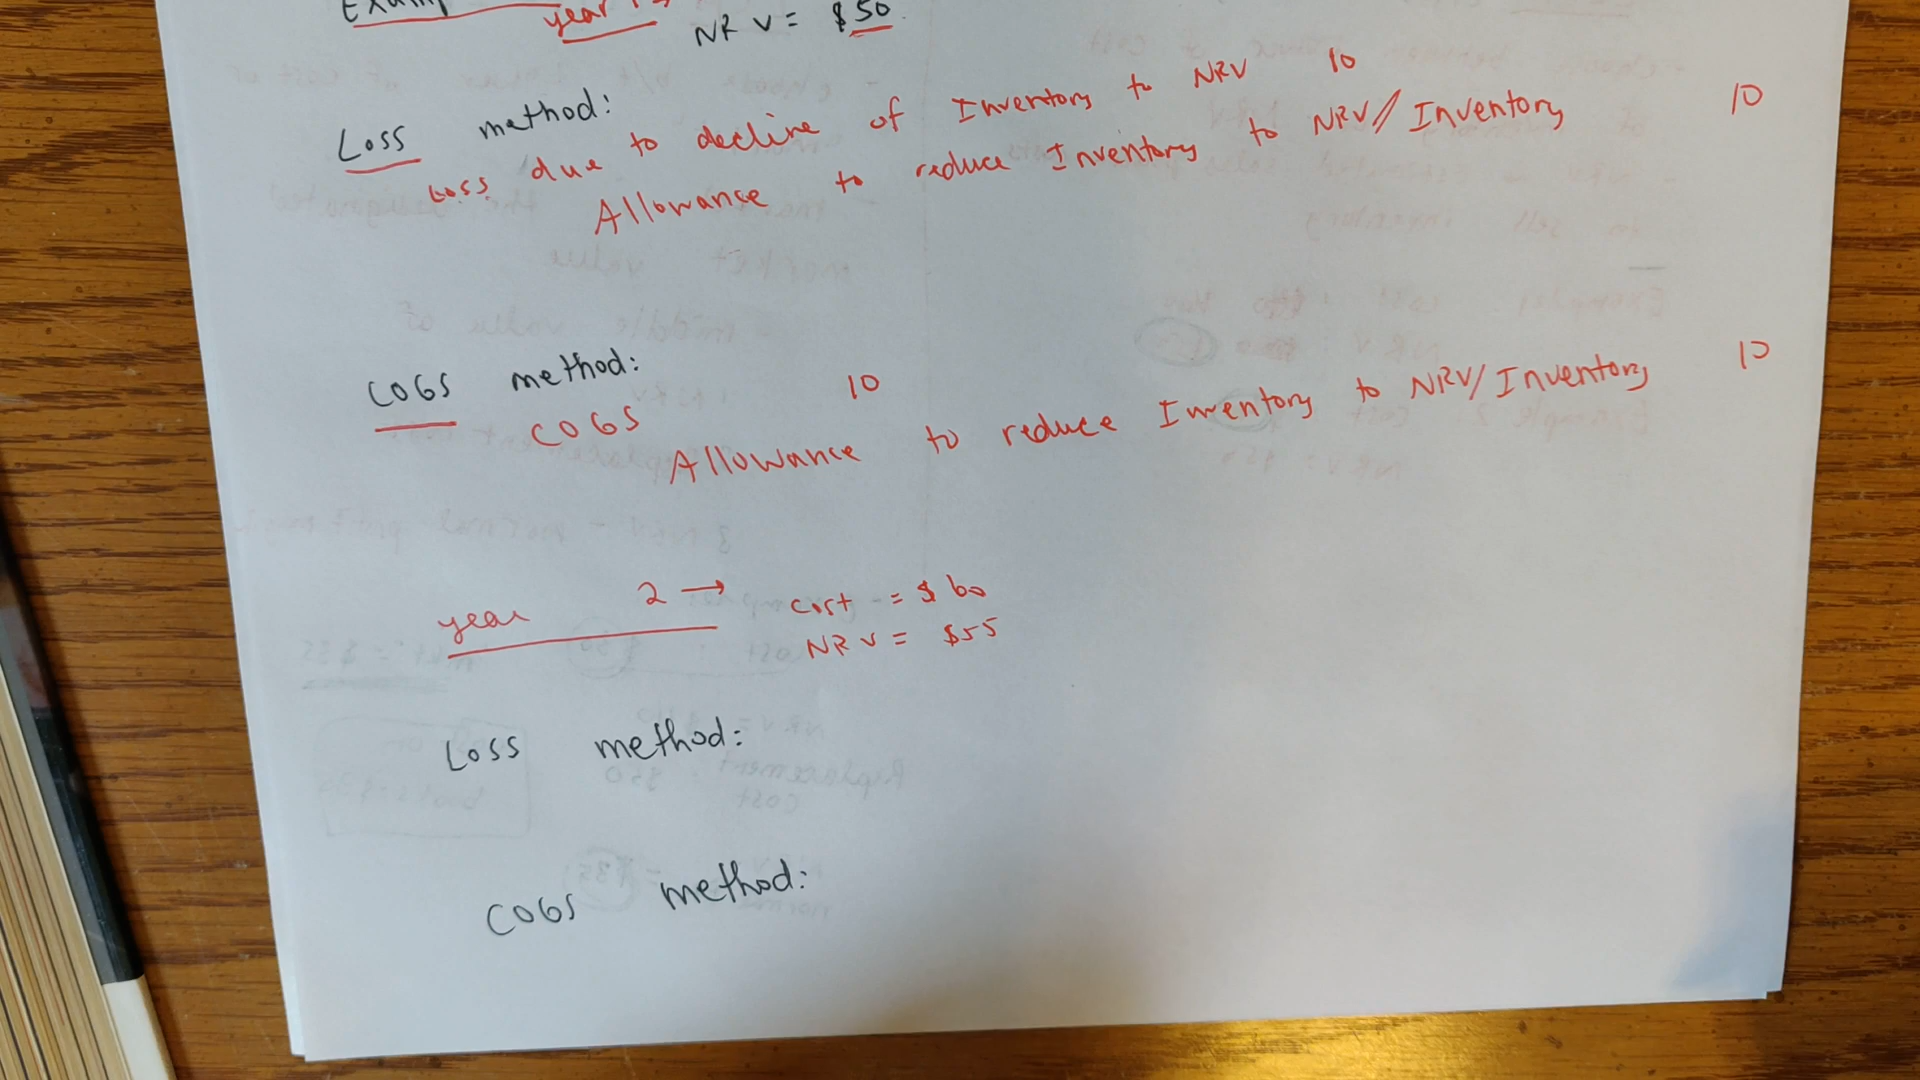 year
NRV = $50
Loss method:
Loss due to decline of Inventory to NRV 10
Allowance to reduce Inventory to NRV// Inventory 10
COGS method:
COGS 10
Allowance to reduce Inventory to NRV/Inventory 10
year 2 → cost = $60
NRV = $55
Loss method:
COGS method: